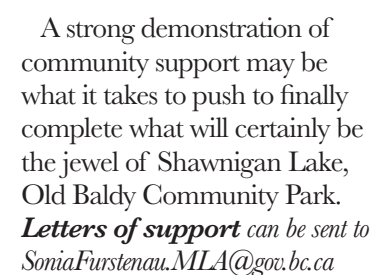 A strong demonstration of
community support may be
what it takes to push to finally
complete what will certainly be
the jewel of Shawnigan Lake,
Old Baldy Community Park.
Letters of support can be sent to
SoniaFurstenau.MLA@gov.bc.ca